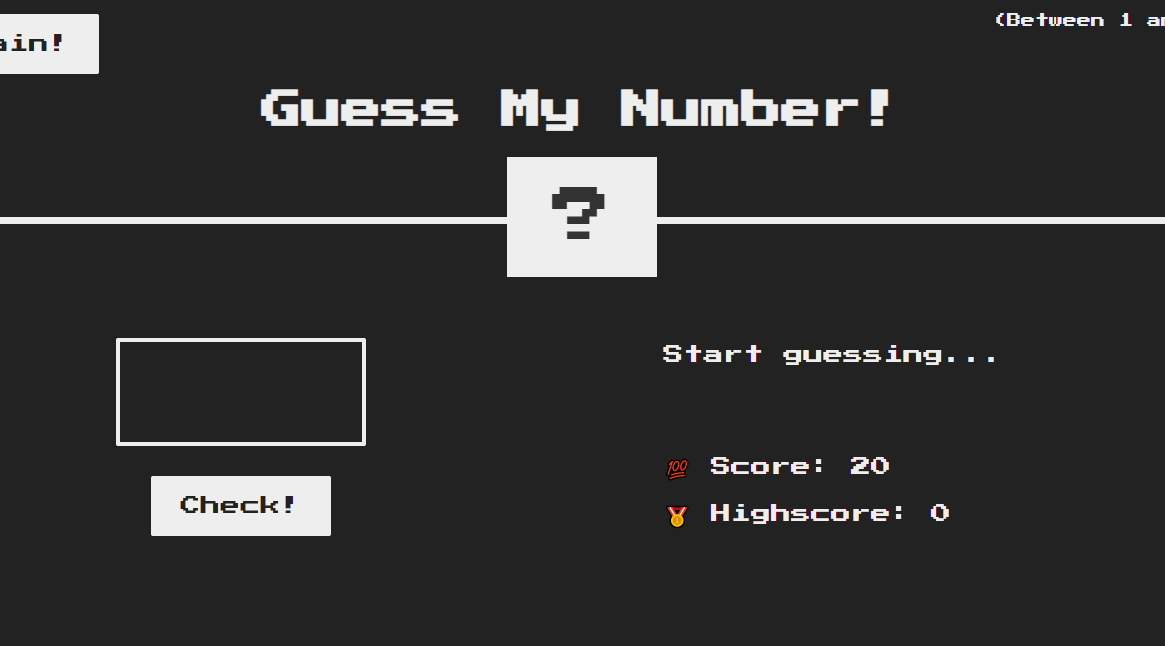 ain!
(Between 1 a
Guess My Number!
?
Start guessing...
Check!
💯 Score: 20
🥇 Highscore: 0